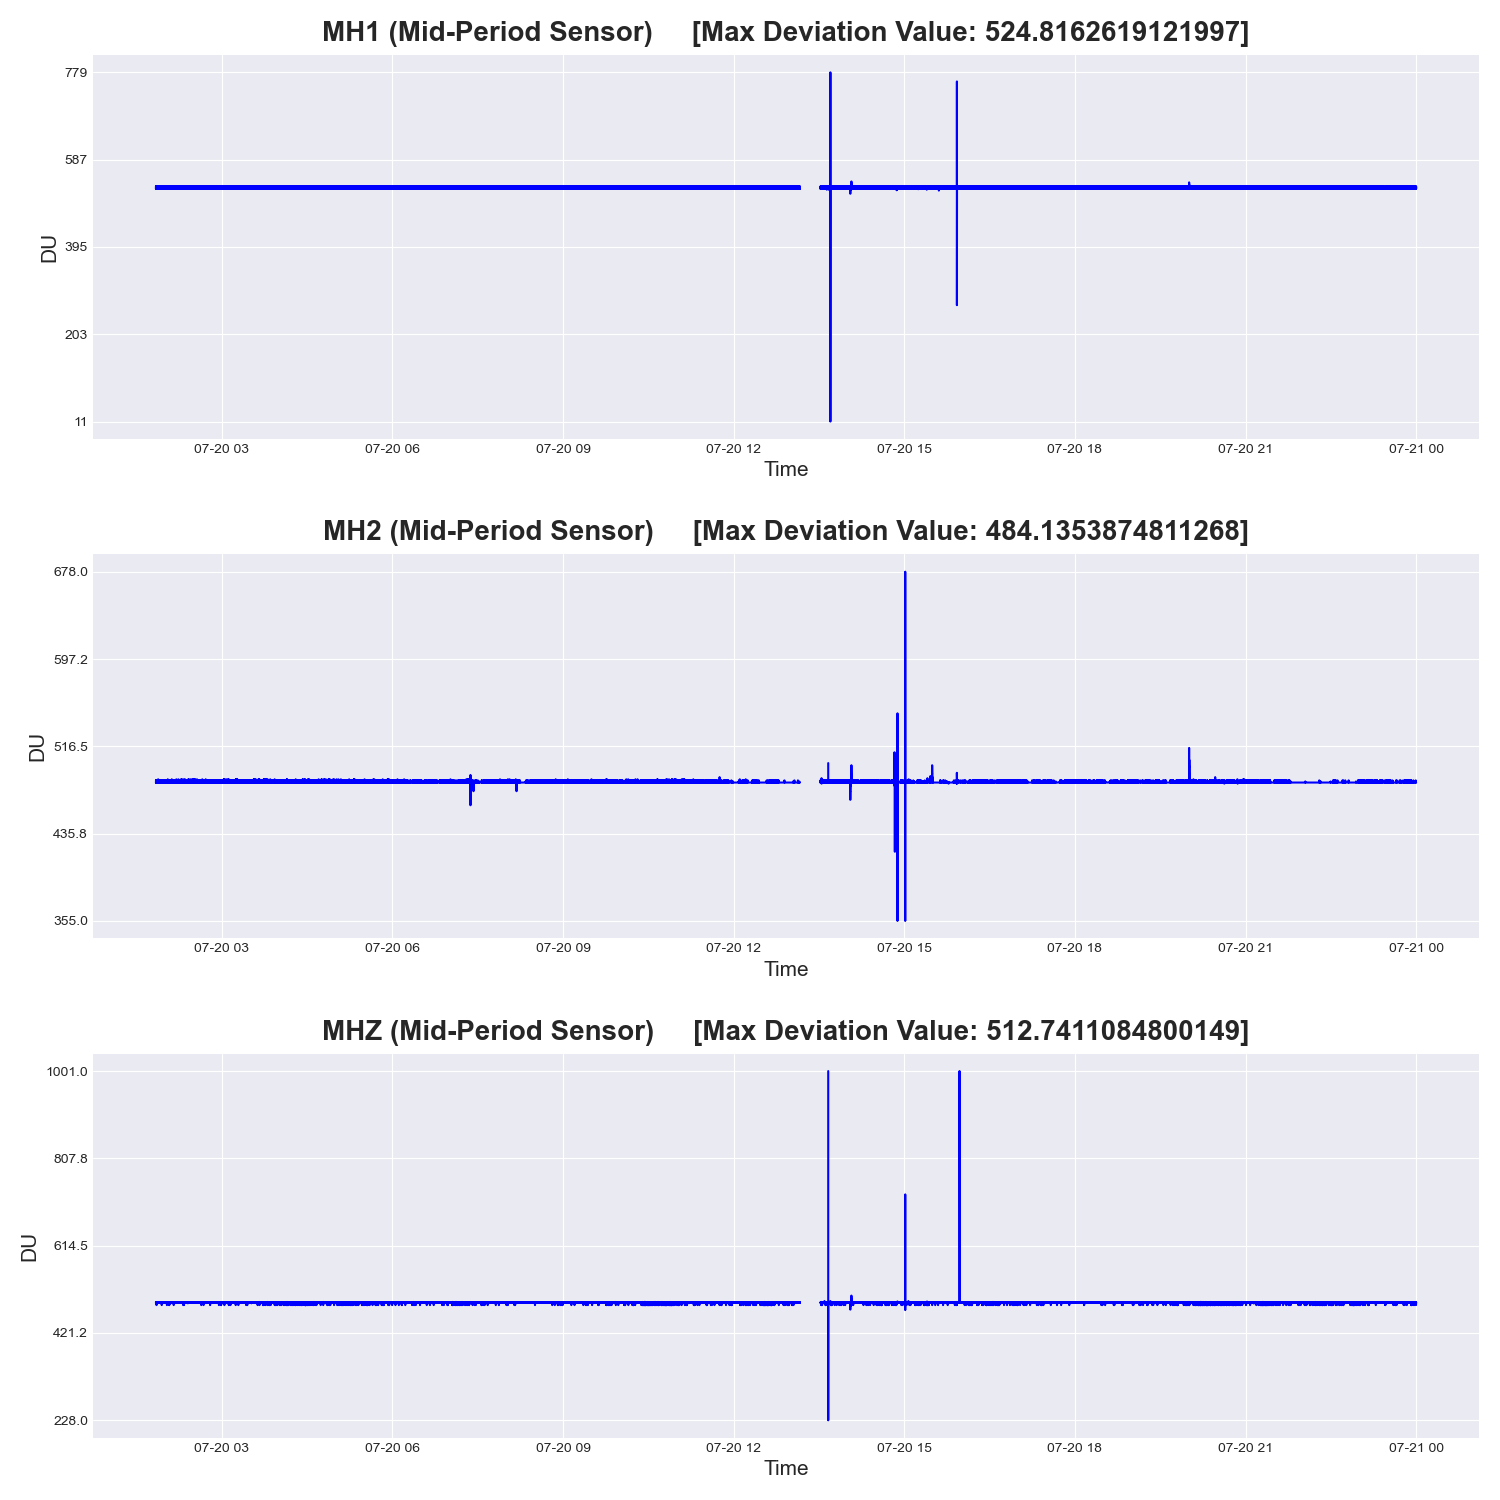 MH1 (Mid-Period Sensor) [Max Deviation Value: 524.8162619121997]
779
587
395
203
11
DU
07-20 03 07-20 06 07-20 09 07-20 12 07-20 15 07-20 18 07-20 21 07-21 00
Time
MH2 (Mid-Period Sensor) [Max Deviation Value: 484.1353874811268]
678.0
597.2
516.5
435.8
355.0
DU
07-20 03 07-20 06 07-20 09 07-20 12 07-20 15 07-20 18 07-20 21 07-21 00
Time
MHZ (Mid-Period Sensor) [Max Deviation Value: 512.7411084800149]
1001.0
807.8
614.5
421.2
228.0
DU
07-20 03 07-20 06 07-20 09 07-20 12 07-20 15 07-20 18 07-20 21 07-21 00
Time